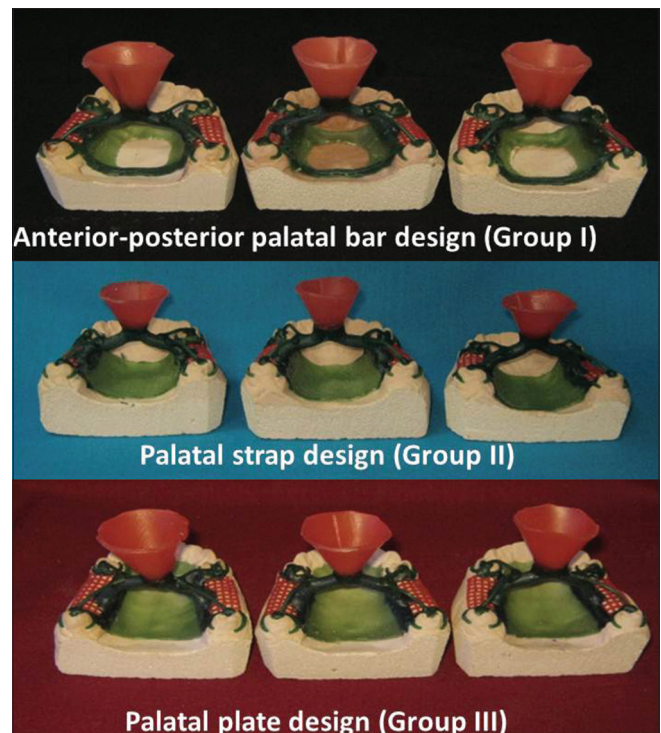 Anterior-posterior palatal bar design (Group I)
Palatal strap design (Group II)
Palatal plate design (Group III)